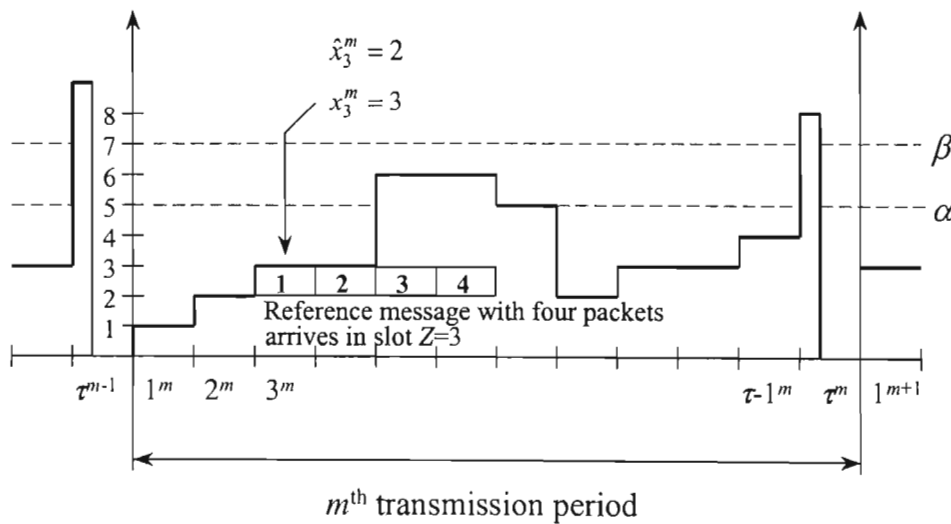 x̂₃ᵐ = 2
x₃ᵐ = 3
8
7
6
5
4
3
2
1
β
α
1 2 3 4
Reference message with four packets
arrives in slot Z=3
τᵐ⁻¹ 1ᵐ 2ᵐ 3ᵐ τ-1ᵐ τᵐ 1ᵐ⁺¹
mᵗʰ transmission period